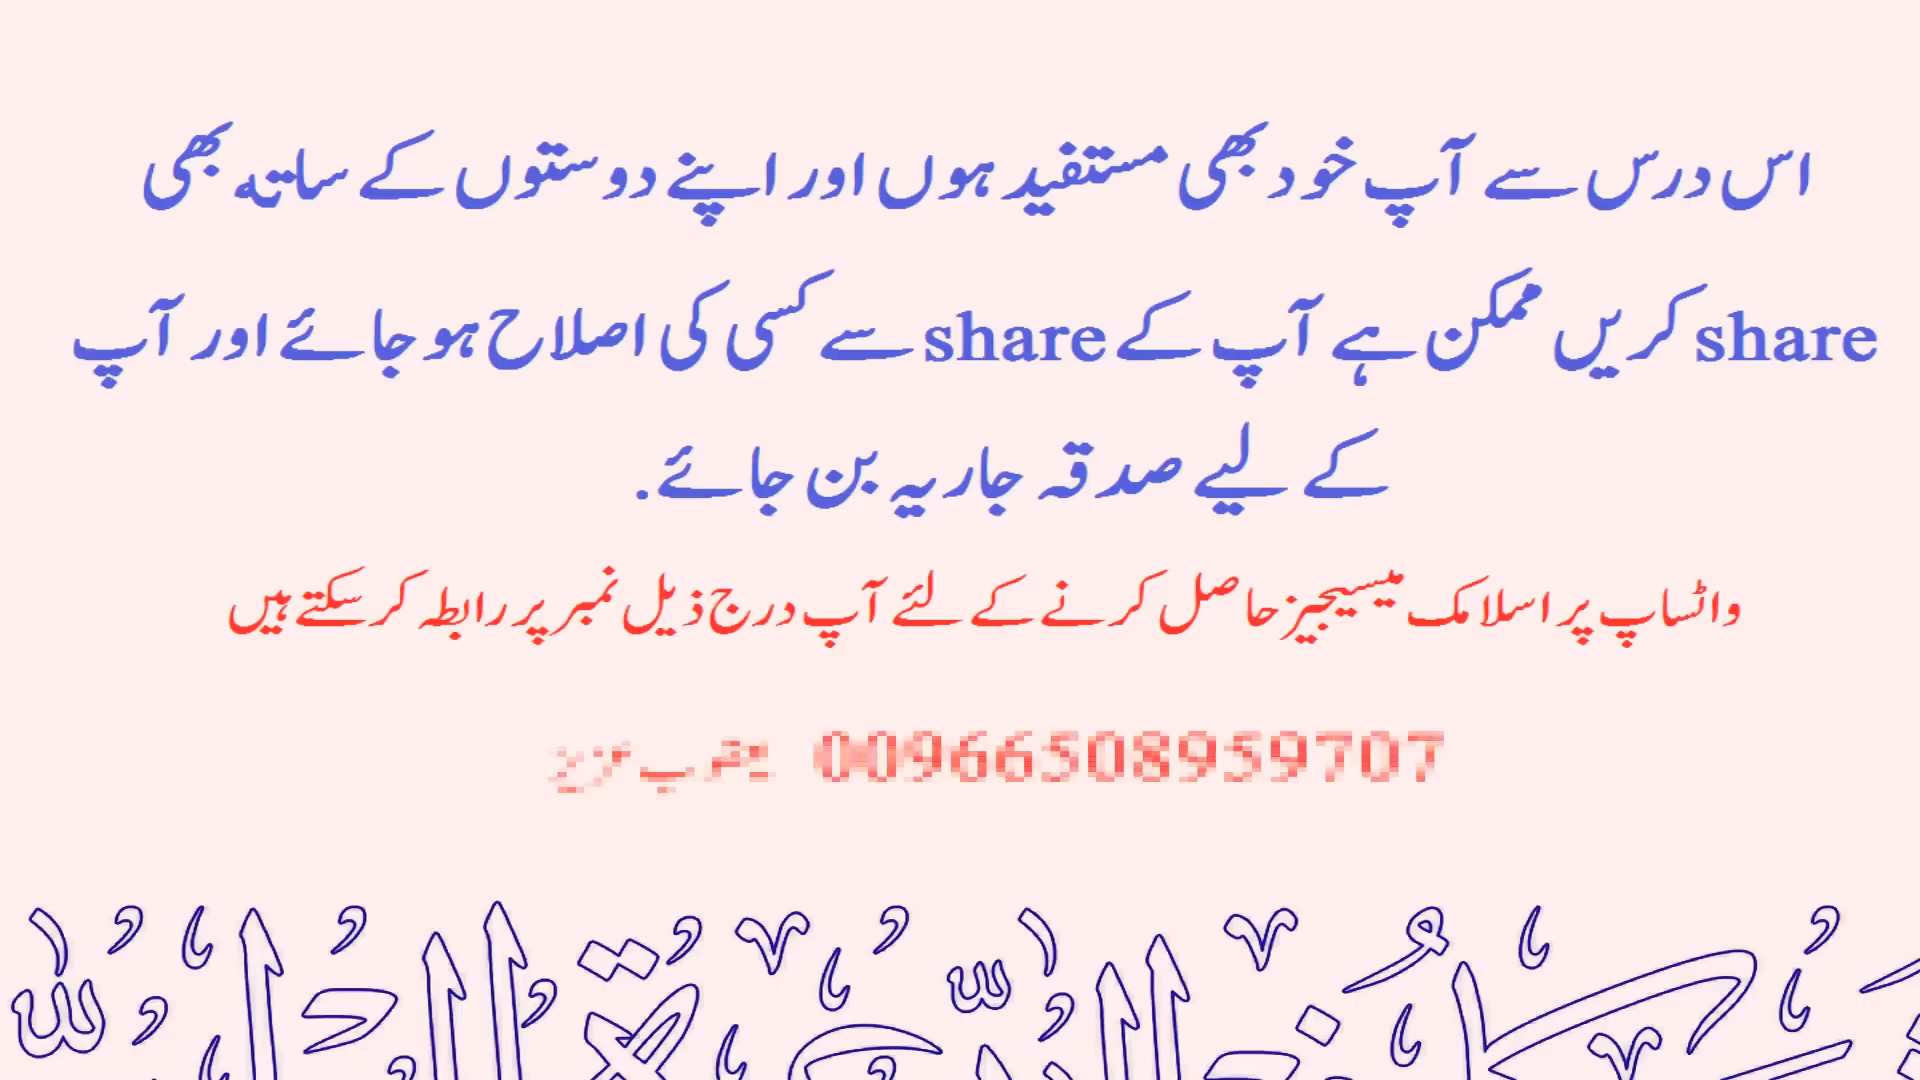 اس درس سے آپ خود بھی مستفید ہوں اور اپنے دوستوں کے ساتھ بھی
share کریں ممکن ہے آپ کے share سے کسی کی اصلاح ہو جائے اور آپ
کے لیے صدقہ جاریہ بن جائے.
واٹساپ پر اسلامک میسیجیز حاصل کرنے کے لئے آپ درج ذیل نمبر پر رابطہ کر سکتے ہیں
00966508959707